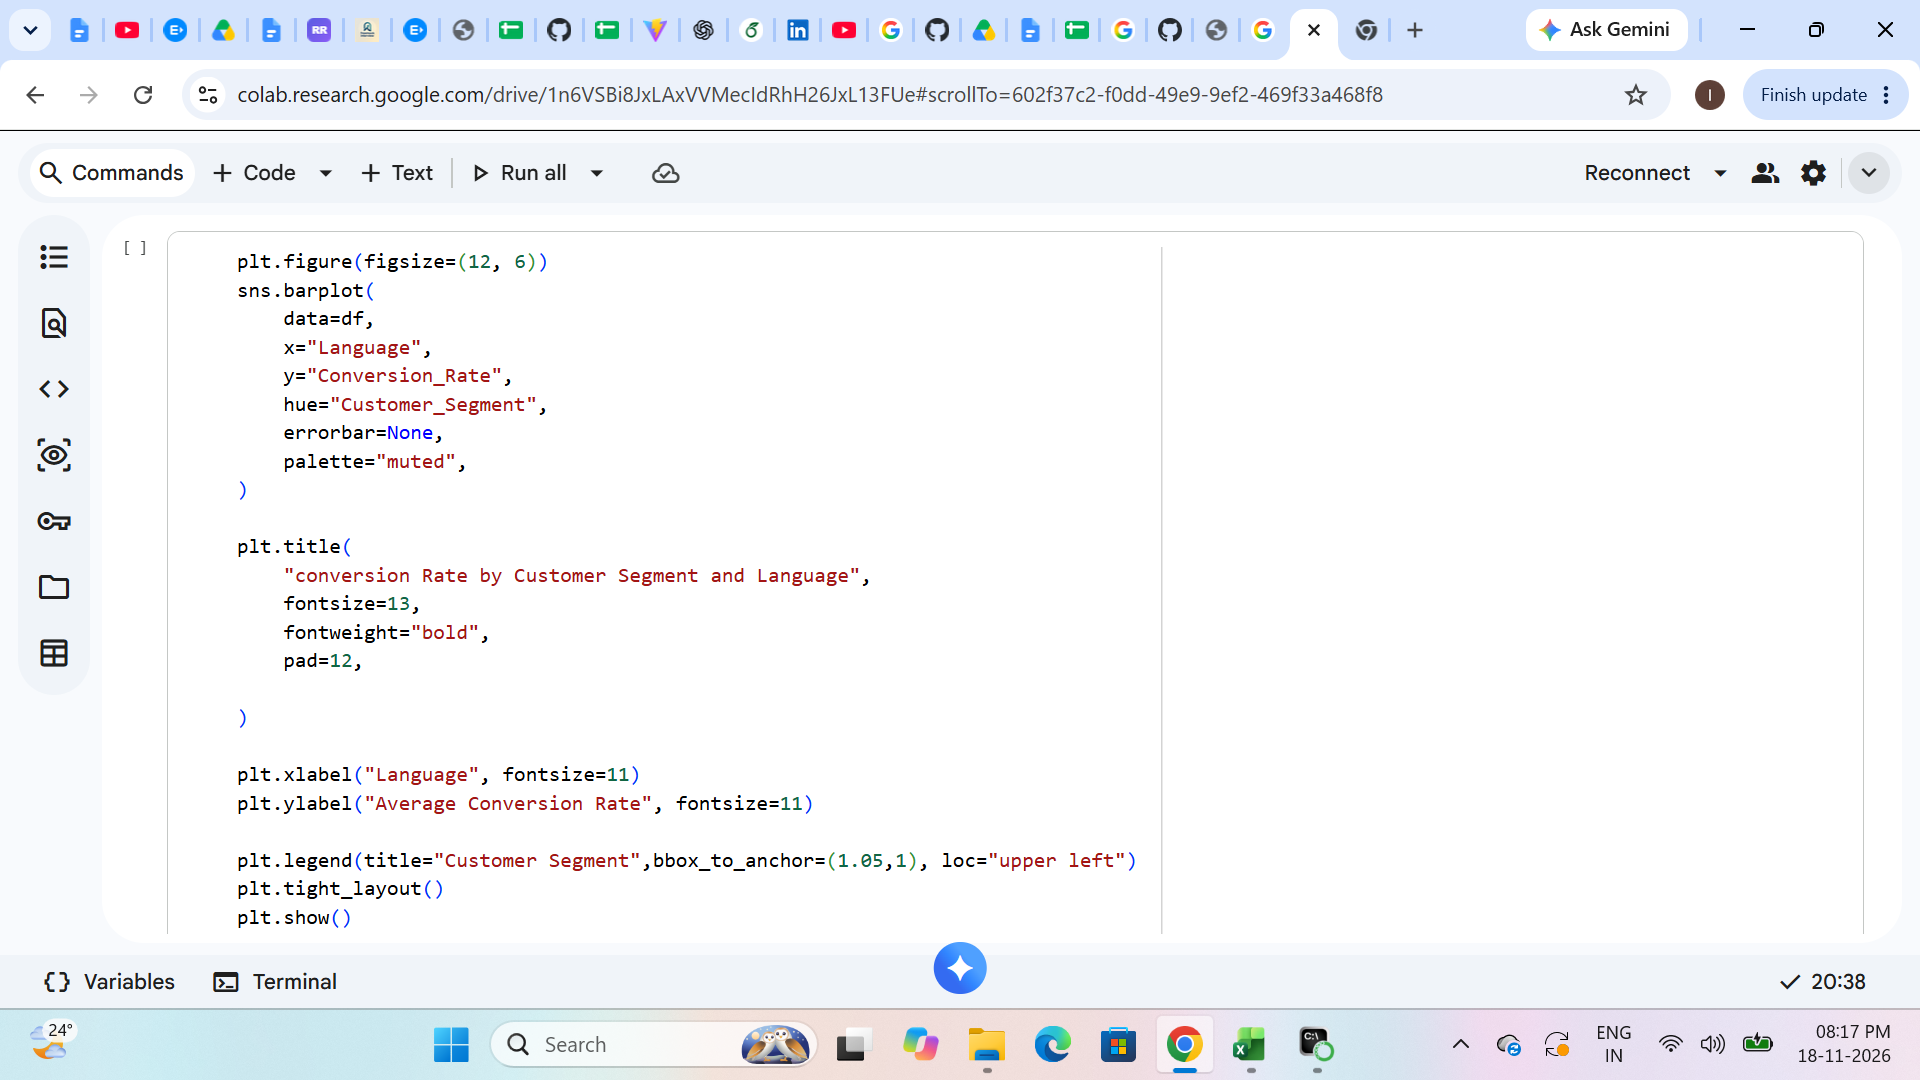 Ask Gemini
colab.research.google.com/drive/1n6VSBi8JxLAxVVMecIdRhH26JxL13FUe#scrollTo=602f37c2-f0dd-49e9-9ef2-469f33a468f8
I
Finish update
Commands
+ Code
+ Text
Run all
Reconnect
[ ]
plt.figure(figsize=(12, 6))
sns.barplot(
    data=df,
    x="Language",
    y="Conversion_Rate",
    hue="Customer_Segment",
    errorbar=None,
    palette="muted",
)
plt.title(
    "conversion Rate by Customer Segment and Language",
    fontsize=13,
    fontweight="bold",
    pad=12,
)
plt.xlabel("Language", fontsize=11)
plt.ylabel("Average Conversion Rate", fontsize=11)
plt.legend(title="Customer Segment",bbox_to_anchor=(1.05,1), loc="upper left")
plt.tight_layout()
plt.show()
Variables
Terminal
20:38
24°
Search
ENG
IN
08:17 PM
18-11-2026